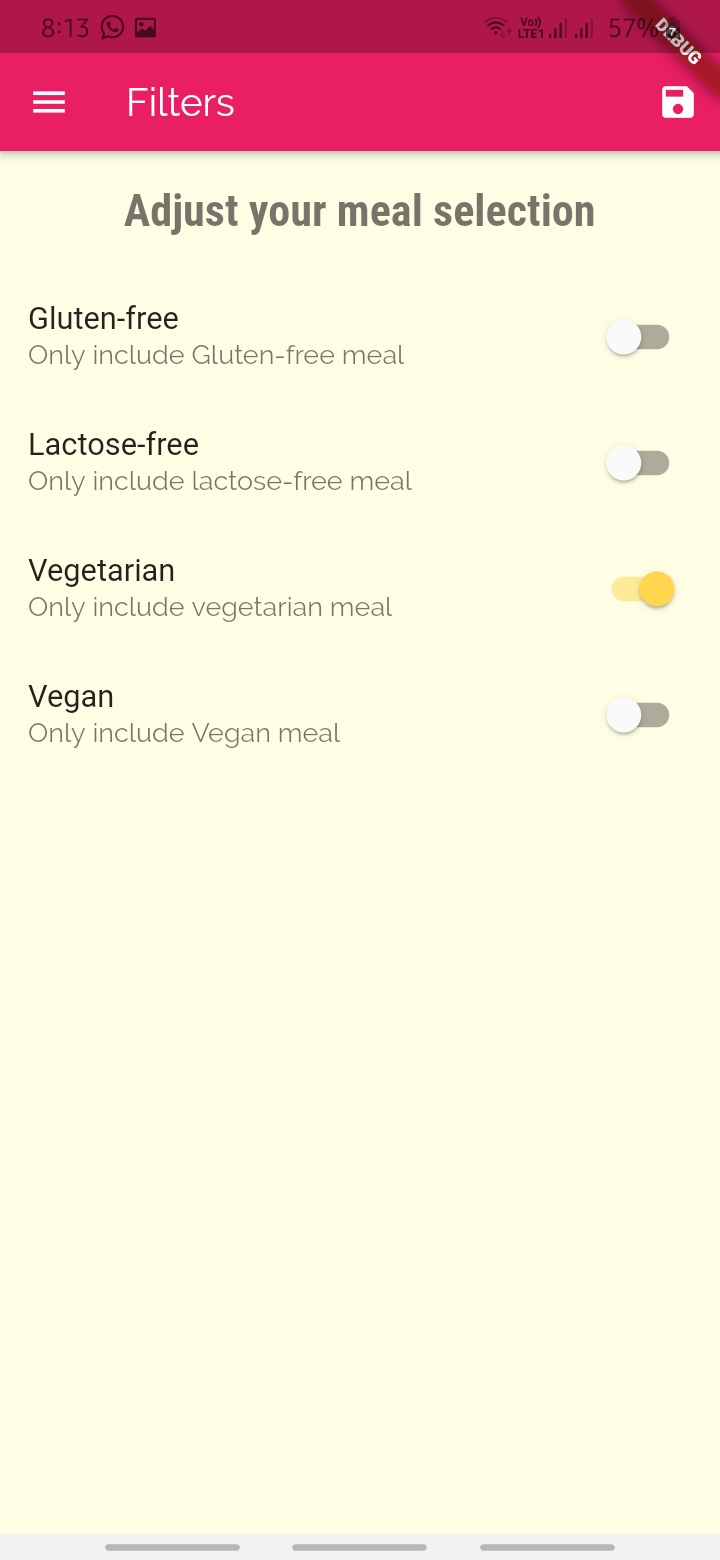 8:13 Vo)) LTE1 57%
DEBUG
Filters
Adjust your meal selection
Gluten-free
Only include Gluten-free meal
Lactose-free
Only include lactose-free meal
Vegetarian
Only include vegetarian meal
Vegan
Only include Vegan meal